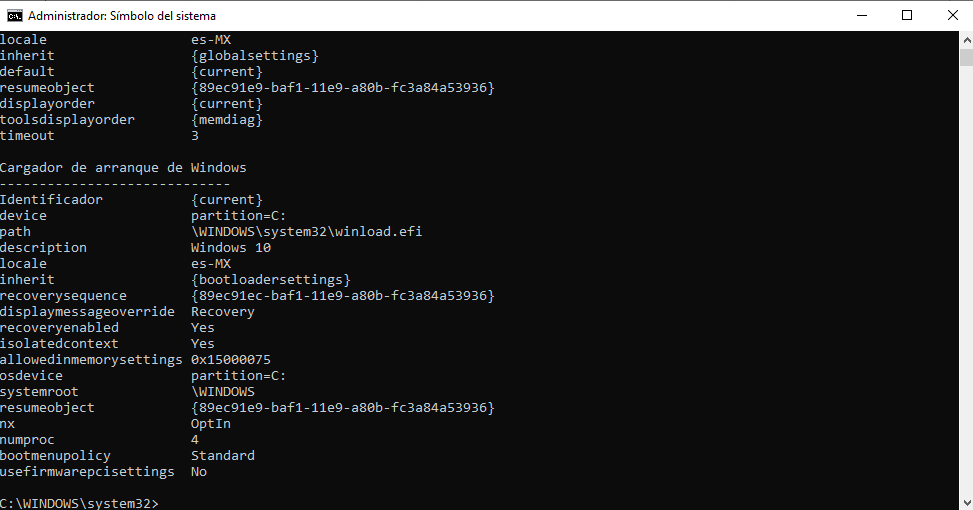 Administrador: Símbolo del sistema
locale                  es-MX
inherit                 {globalsettings}
default                 {current}
resumeobject            {89ec91e9-baf1-11e9-a80b-fc3a84a53936}
displayorder            {current}
toolsdisplayorder       {memdiag}
timeout                 3

Cargador de arranque de Windows
-----------------------------
Identificador           {current}
device                  partition=C:
path                    \WINDOWS\system32\winload.efi
description             Windows 10
locale                  es-MX
inherit                 {bootloadersettings}
recoverysequence        {89ec91ec-baf1-11e9-a80b-fc3a84a53936}
displaymessageoverride  Recovery
recoveryenabled         Yes
isolatedcontext         Yes
allowedinmemorysettings 0x15000075
osdevice                partition=C:
systemroot              \WINDOWS
resumeobject            {89ec91e9-baf1-11e9-a80b-fc3a84a53936}
nx                      OptIn
numproc                 4
bootmenupolicy          Standard
usefirmwarepcisettings  No

C:\WINDOWS\system32>